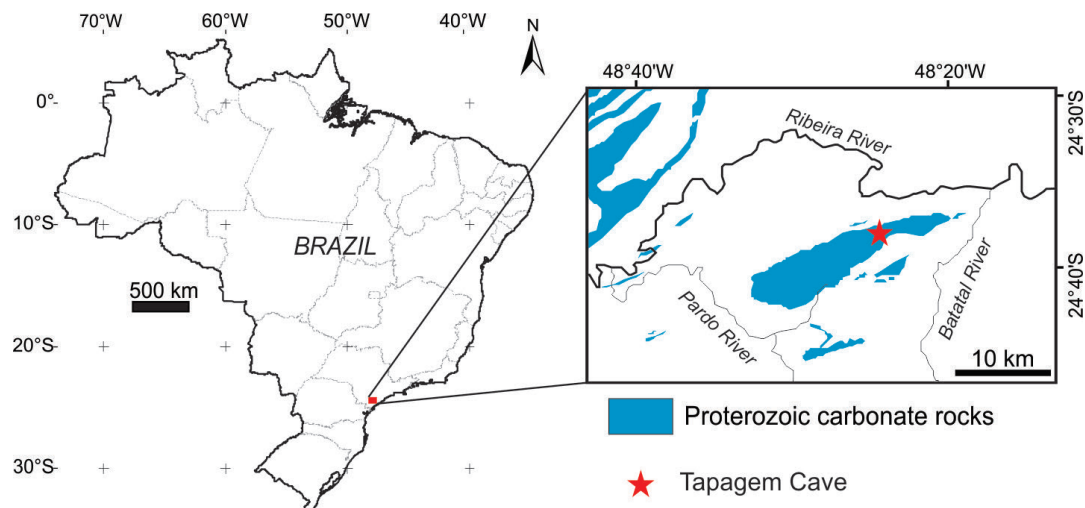 70°W 60°W 50°W 40°W
N
0°
10°S
20°S
30°S
BRAZIL
500 km
48°40'W 48°20'W
24°30'S
24°40'S
Ribeira River
Pardo River
Batatal River
10 km
Proterozoic carbonate rocks
Tapagem Cave